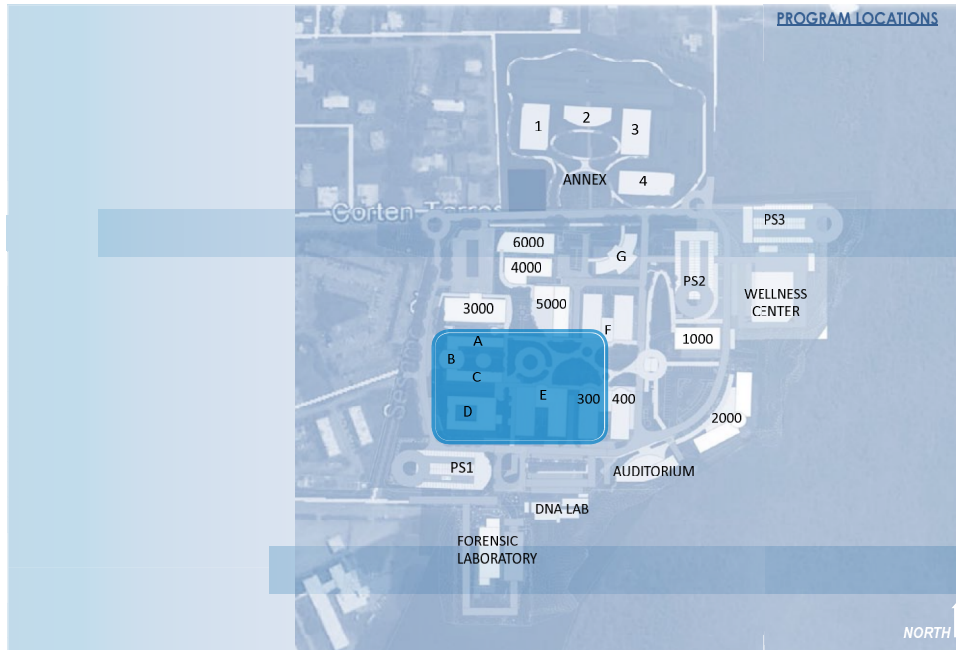 PROGRAM LOCATIONS
1
2
3
ANNEX
4
Corten Torres
PS3
6000
G
4000
PS2
5000
WELLNESS
CENTER
3000
F
1000
A
B
C
E
300
400
D
2000
PS1
AUDITORIUM
DNA LAB
FORENSIC
LABORATORY
NORTH